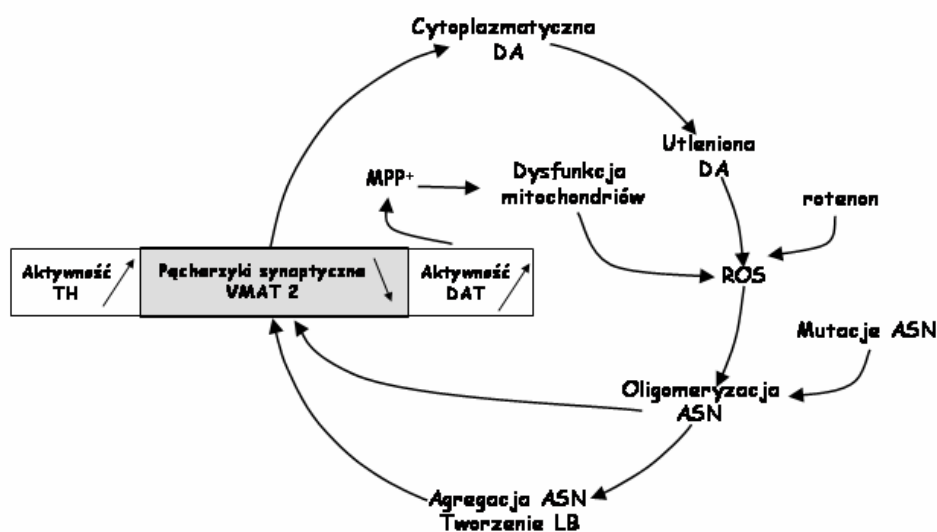 Cytoplazmatyczna
DA
Utleniona
DA
MPP+
Dysfunkcja
mitochondriów
rotenon
Aktywność
TH
Pęcherzyki synaptyczne
VMAT 2
Aktywność
DAT
ROS
Mutacje ASN
Oligomeryzacja
ASN
Agregacja ASN
Tworzenie LB